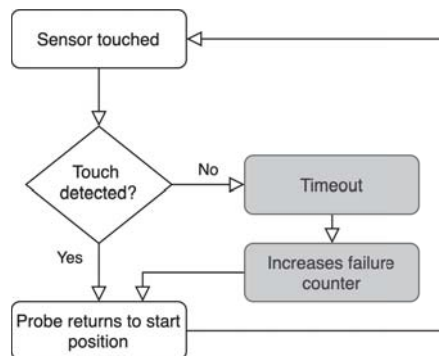 Sensor touched
Touch
detected?
No
Timeout
Yes
Increases failure
counter
Probe returns to start
position